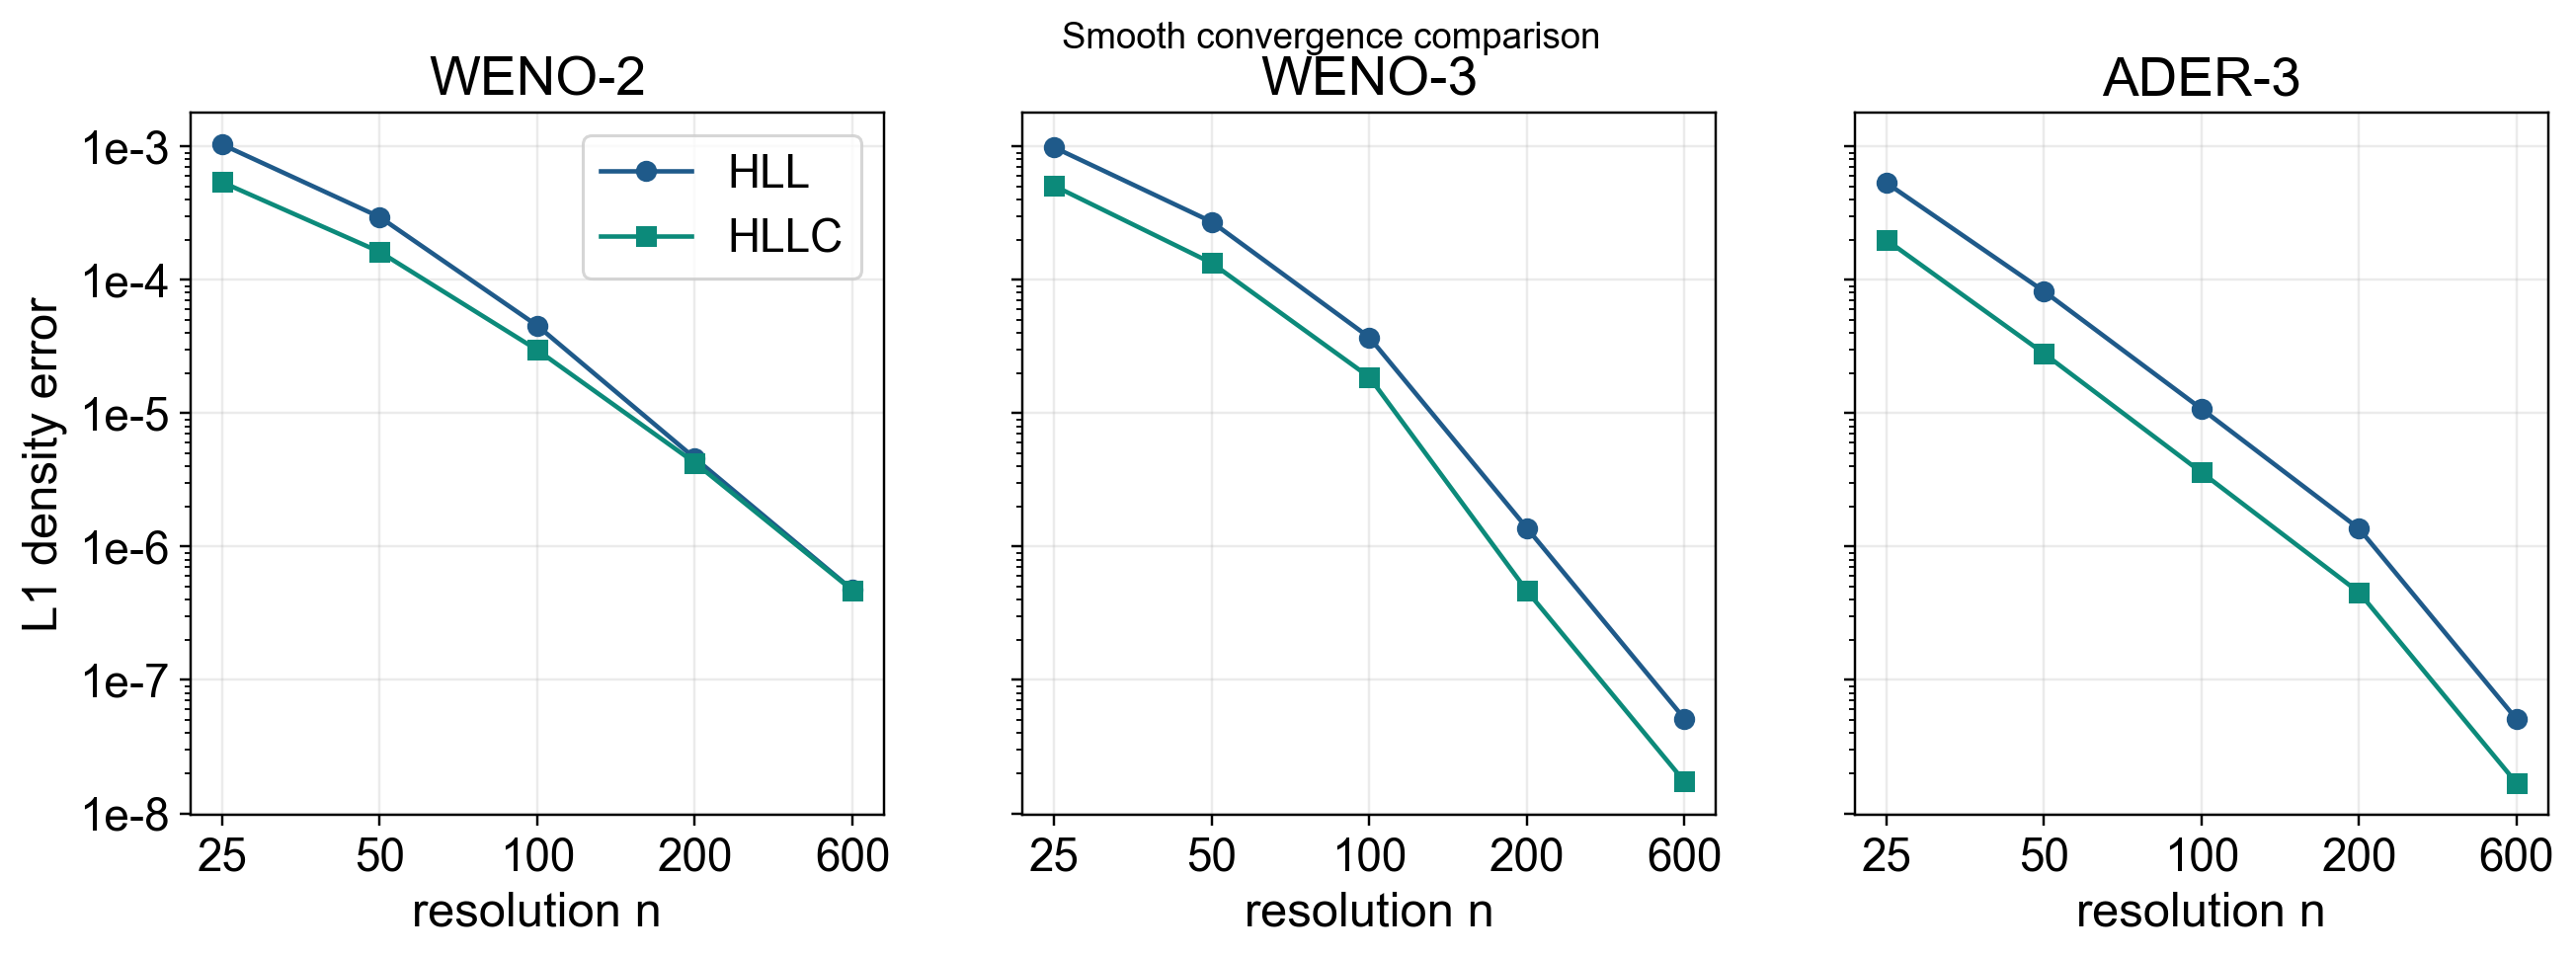 Smooth convergence comparison
WENO-2
WENO-3
ADER-3
HLL
HLLC
L1 density error
1e-3
1e-4
1e-5
1e-6
1e-7
1e-8
25 50 100 200 600
25 50 100 200 600
25 50 100 200 600
resolution n
resolution n
resolution n